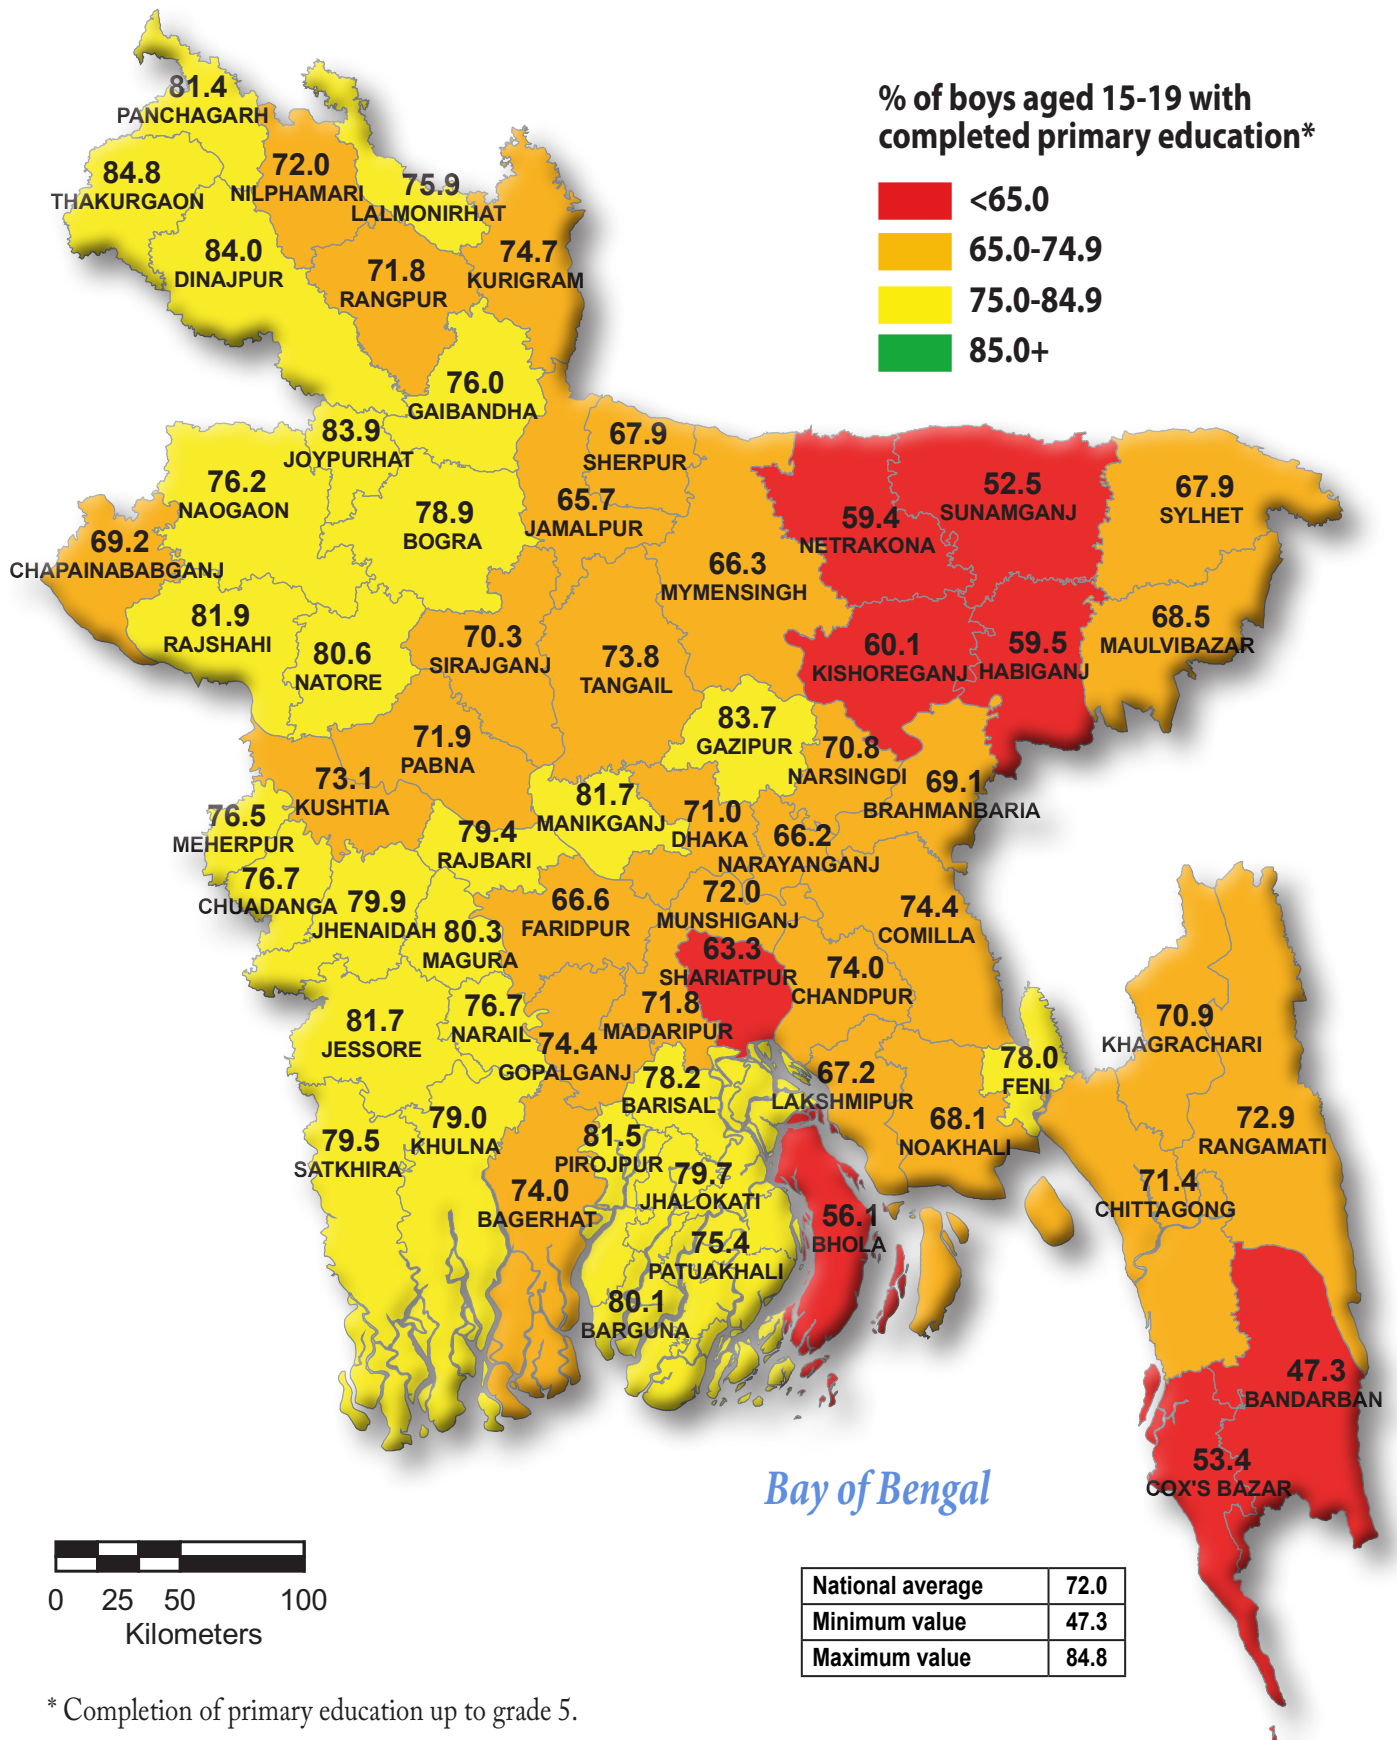 % of boys aged 15-19 with
completed primary education*
<65.0
65.0-74.9
75.0-84.9
85.0+
81.4
PANCHAGARH
84.8
THAKURGAON
72.0
NILPHAMARI
75.9
LALMONIRHAT
84.0
DINAJPUR
71.8
RANGPUR
74.7
KURIGRAM
76.0
GAIBANDHA
83.9
JOYPURHAT
67.9
SHERPUR
76.2
NAOGAON
78.9
BOGRA
65.7
JAMALPUR
59.4
NETRAKONA
52.5
SUNAMGANJ
67.9
SYLHET
69.2
CHAPAINABABGANJ
66.3
MYMENSINGH
81.9
RAJSHAHI
80.6
NATORE
70.3
SIRAJGANJ
73.8
TANGAIL
60.1
KISHOREGANJ
59.5
HABIGANJ
68.5
MAULVIBAZAR
83.7
GAZIPUR
71.9
PABNA
70.8
NARSINGDI
73.1
KUSHTIA
69.1
BRAHMANBARIA
76.5
MEHERPUR
79.4
RAJBARI
81.7
MANIKGANJ
71.0
DHAKA
66.2
NARAYANGANJ
76.7
CHUADANGA
79.9
JHENAIDAH
80.3
MAGURA
66.6
FARIDPUR
72.0
MUNSHIGANJ
74.4
COMILLA
63.3
SHARIATPUR
74.0
CHANDPUR
81.7
JESSORE
76.7
NARAIL
74.4
GOPALGANJ
71.8
MADARIPUR
70.9
KHAGRACHARI
78.2
BARISAL
67.2
LAKSHMIPUR
78.0
FENI
79.5
SATKHIRA
79.0
KHULNA
81.5
PIROJPUR
68.1
NOAKHALI
72.9
RANGAMATI
74.0
BAGERHAT
79.7
JHALOKATI
71.4
CHITTAGONG
56.1
BHOLA
75.4
PATUAKHALI
80.1
BARGUNA
47.3
BANDARBAN
53.4
COX'S BAZAR
Bay of Bengal
0 25 50 100
Kilometers
National average 72.0
Minimum value 47.3
Maximum value 84.8
* Completion of primary education up to grade 5.